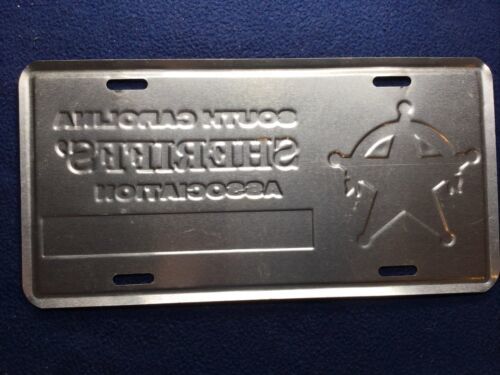 SOUTH CAROLINA
SHERIFFS'
ASSOCIATION